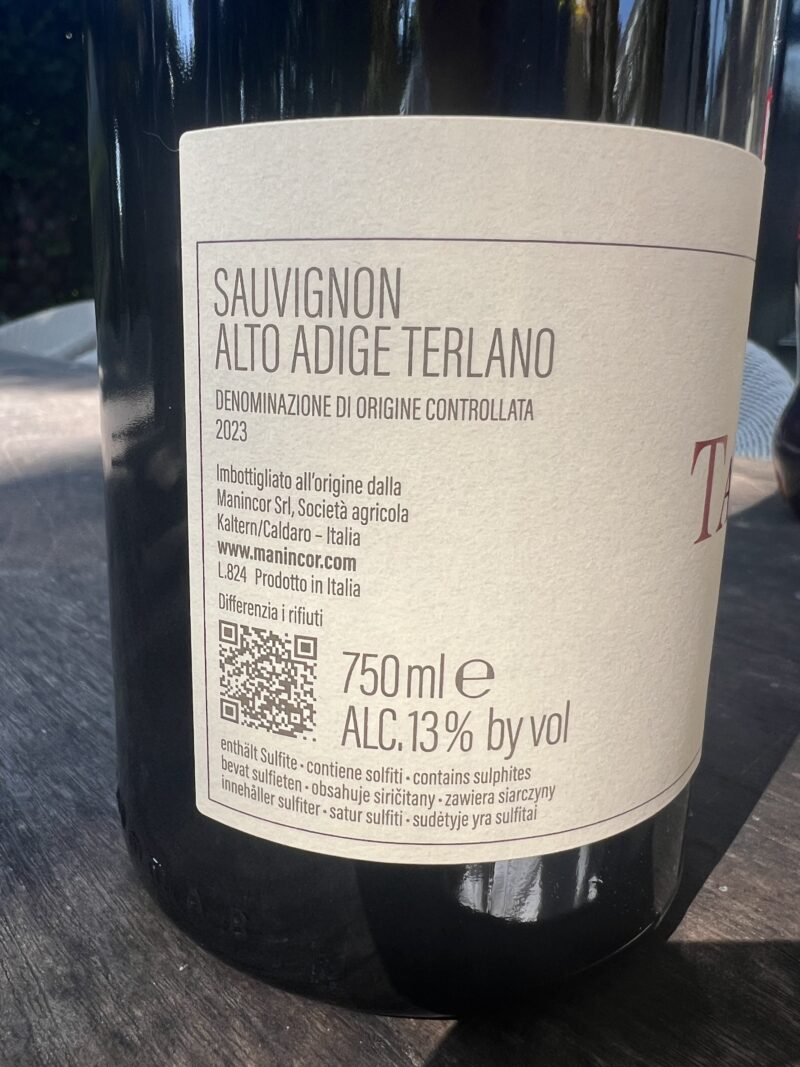 SAUVIGNON
ALTO ADIGE TERLANO
DENOMINAZIONE DI ORIGINE CONTROLLATA
2023
Imbottigliato all'origine dalla
Manincor Srl, Società agricola
Kaltern/Caldaro – Italia
www.manincor.com
L.824 Prodotto in Italia
Differenzia i rifiuti
750 ml e
ALC. 13% by vol
enthält Sulfite • contiene solfiti • contains sulphites
bevat sulfieten • obsahuje siričitany • zawiera siarczyny
innehåller sulfiter • satur sulfiti • sudėtyje yra sulfitai